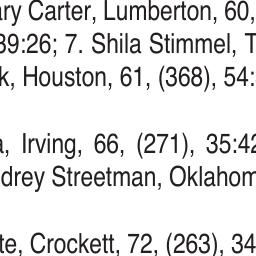 ary Carter, Lumberton, 60,
39:26; 7. Shila Stimmel, T
k, Houston, 61, (368), 54:
a, Irving, 66, (271), 35:42
drey Streetman, Oklahom
te, Crockett, 72, (263), 34